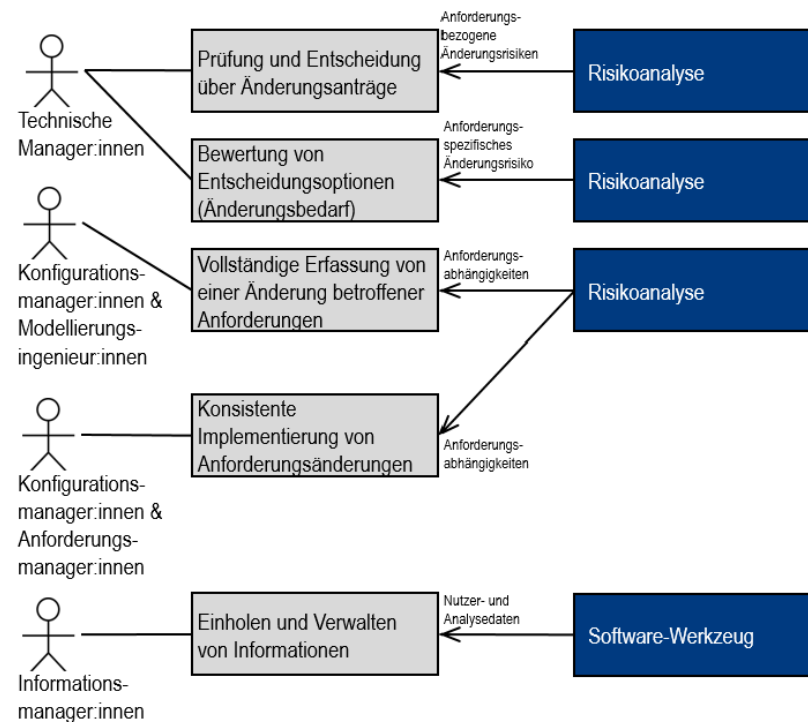 Technische
Manager:innen
Prüfung und Entscheidung
über Änderungsanträge
Anforderungs-
bezogene
Änderungsrisiken
Risikoanalyse
Bewertung von
Entscheidungsoptionen
(Änderungsbedarf)
Anforderungs-
spezifisches
Änderungsrisiko
Risikoanalyse
Konfigurations-
manager:innen &
Modellierungs-
ingenieur:innen
Vollständige Erfassung von
einer Änderung betroffener
Anforderungen
Anforderungs-
abhängigkeiten
Risikoanalyse
Konfigurations-
manager:innen &
Anforderungs-
manager:innen
Konsistente
Implementierung von
Anforderungsänderungen
Anforderungs-
abhängigkeiten
Informations-
manager:innen
Einholen und Verwalten
von Informationen
Nutzer- und
Analysedaten
Software-Werkzeug